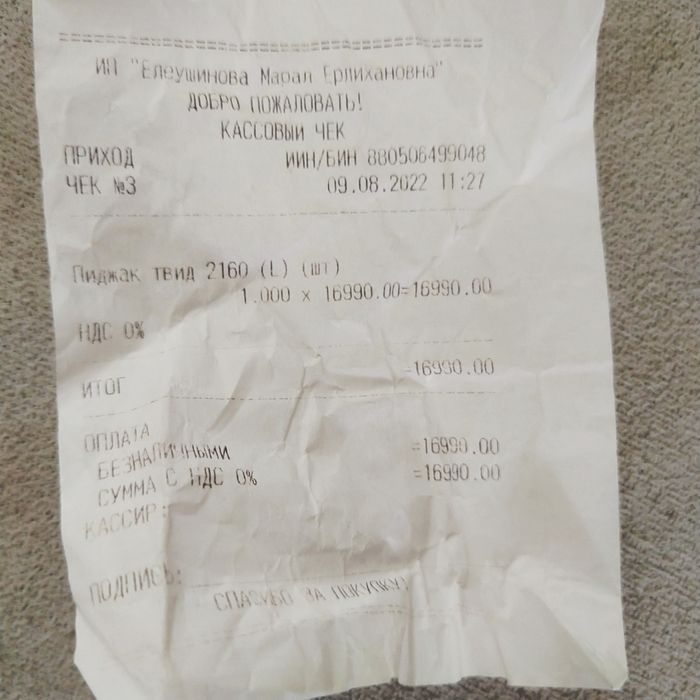 ИП "Елеушинова Марал Ерлихановна"
ДОБРО ПОЖАЛОВАТЬ!
КАССОВЫЙ ЧЕК
ПРИХОД ИИН/БИН 880506499048
ЧЕК №3 09.08.2022 11:27
Пиджак твид 2160 (L) (шт)
1.000 x 16990.00=16990.00
НДС 0%
ИТОГ =16990.00
ОПЛАТА
БЕЗНАЛИЧНЫМИ =16990.00
СУММА С НДС 0% =16990.00
КАССИР:
ПОДПИСЬ:
СПАСИБО ЗА ПОКУПКУ!